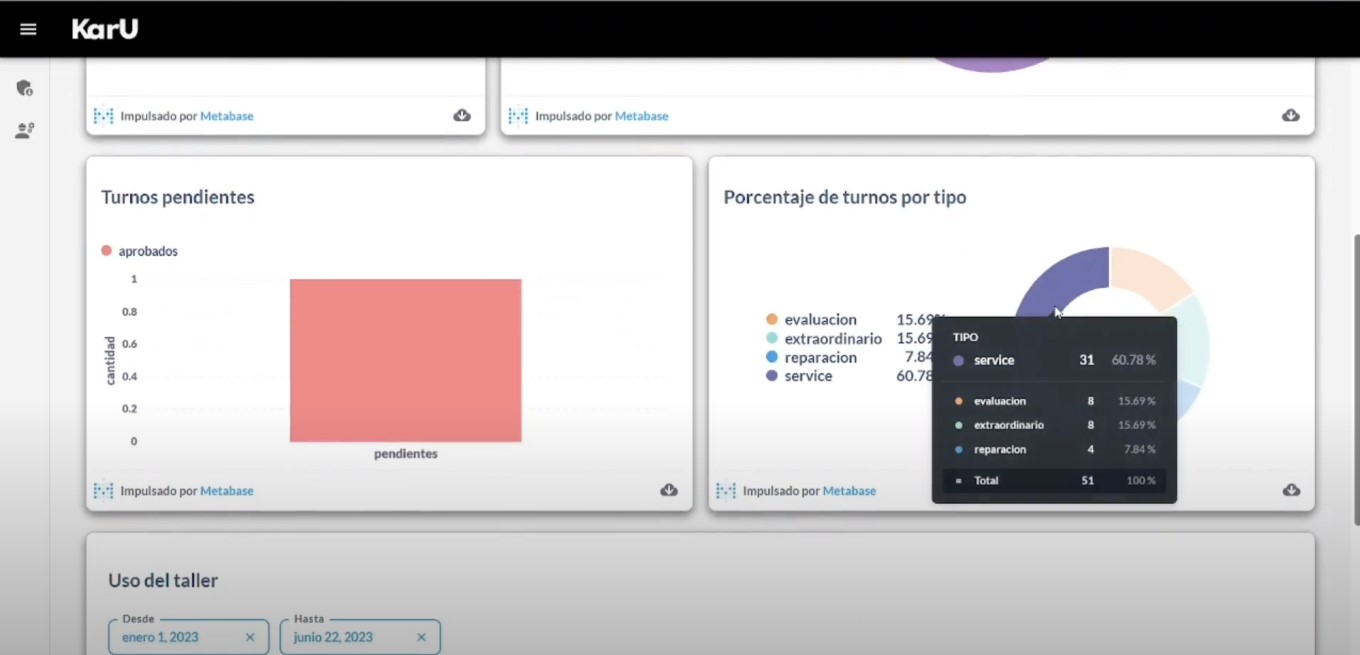 KarU
Impulsado por Metabase
Impulsado por Metabase
Turnos pendientes
aprobados
1
0.8
0.6
0.4
0.2
0
cantidad
pendientes
Impulsado por Metabase
Porcentaje de turnos por tipo
evaluacion 15.69%
extraordinario 15.69
reparacion 7.84
service 60.78
TIPO
service 31 60.78 %
evaluacion 8 15.69 %
extraordinario 8 15.69 %
reparacion 4 7.84 %
= Total 51 100 %
Impulsado por Metabase
Uso del taller
Desde
enero 1, 2023
Hasta
junio 22, 2023